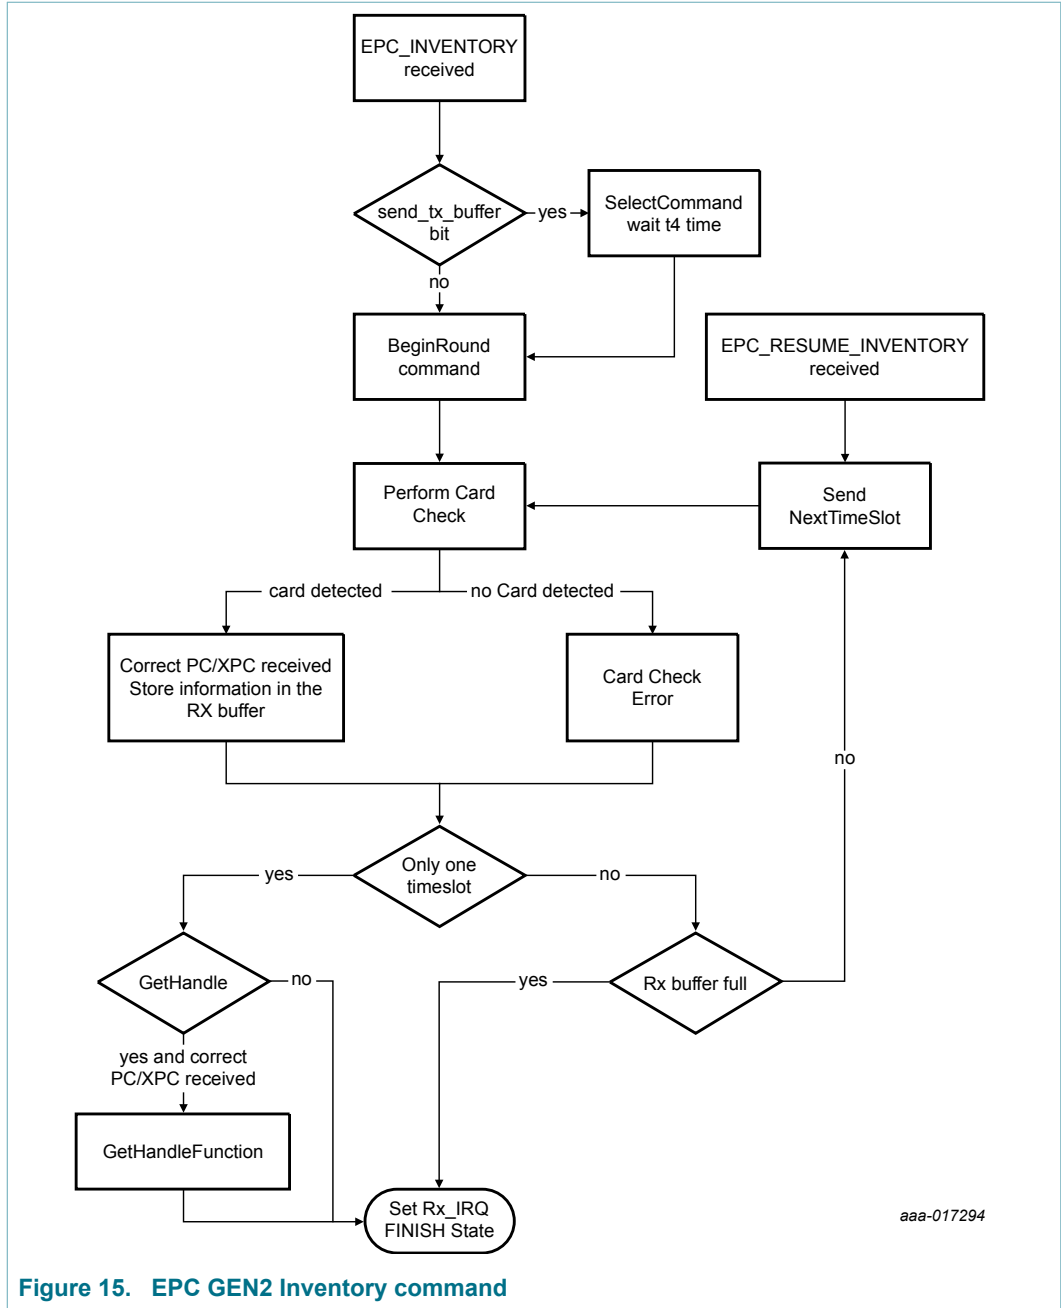 EPC_INVENTORY
received
send_tx_buffer
bit
yes
SelectCommand
wait t4 time
no
BeginRound
command
EPC_RESUME_INVENTORY
received
Perform Card
Check
Send
NextTimeSlot
card detected
no Card detected
Correct PC/XPC received
Store information in the
RX buffer
Card Check
Error
no
Only one
timeslot
yes
no
GetHandle
no
yes
Rx buffer full
yes and correct
PC/XPC received
GetHandleFunction
Set Rx_IRQ
FINISH State
aaa-017294
Figure 15. EPC GEN2 Inventory command